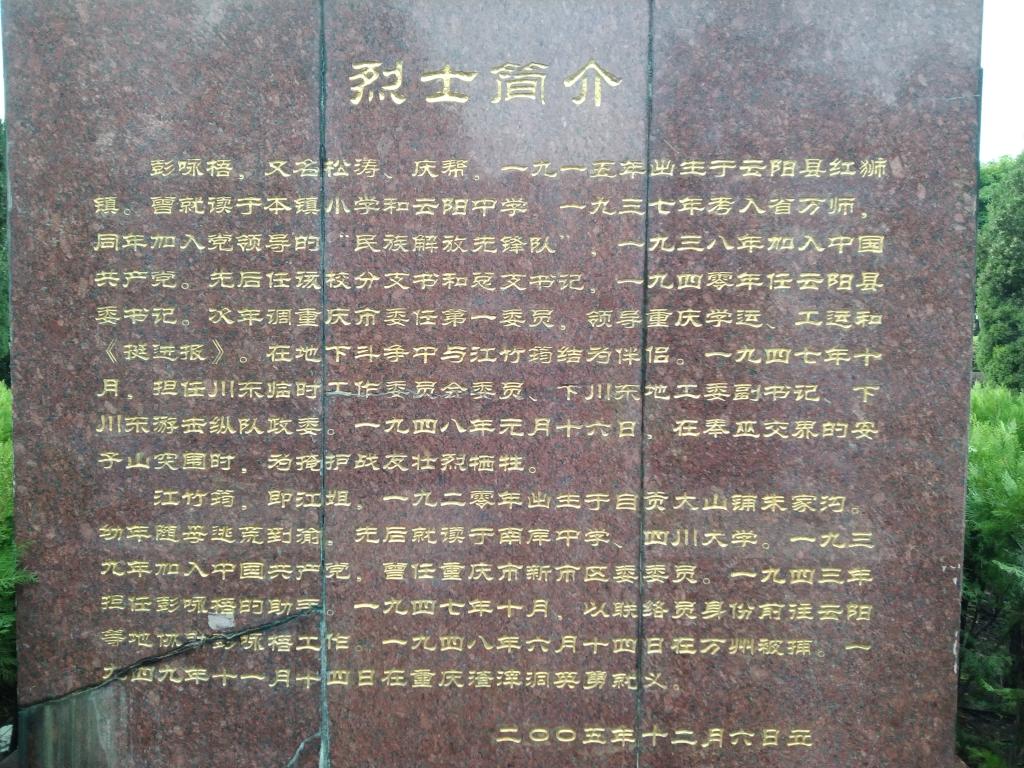 烈士简介
彭咏梧，又名松涛、庆帮。一九一五年出生于云阳县红狮
镇。曾就读于本镇小学和云阳中学，一九三七年考入省万师，
同年加入党领导的“民族解放先锋队”，一九三八年加入中国
共产党。先后任该校分支书和总支书记，一九四零年任云阳县
委书记。次年调重庆市委任第一委员，领导重庆学运、工运和
《挺进报》。在地下斗争中与江竹筠结为伴侣。一九四七年十
月，担任川东临时工作委员会委员、下川东地工委副书记、下
川东游击纵队政委。一九四八年元月十六日，在奉巫交界的安
子山突围时，为掩护战友壮烈牺牲。
江竹筠，即江姐，一九二零年出生于自贡大山铺朱家沟。
幼年随母逃荒到渝，先后就读于南岸中学、四川大学。一九三
九年加入中国共产党，曾任重庆市新市区委委员。一九四三年
担任彭咏梧的助手。一九四七年十月，以联络员身份前往云阳
等地协助彭咏梧工作。一九四八年六月十四日在万州被捕。一
九四九年十一月十四日在重庆渣滓洞英勇就义。
二〇〇五年十二月六日立